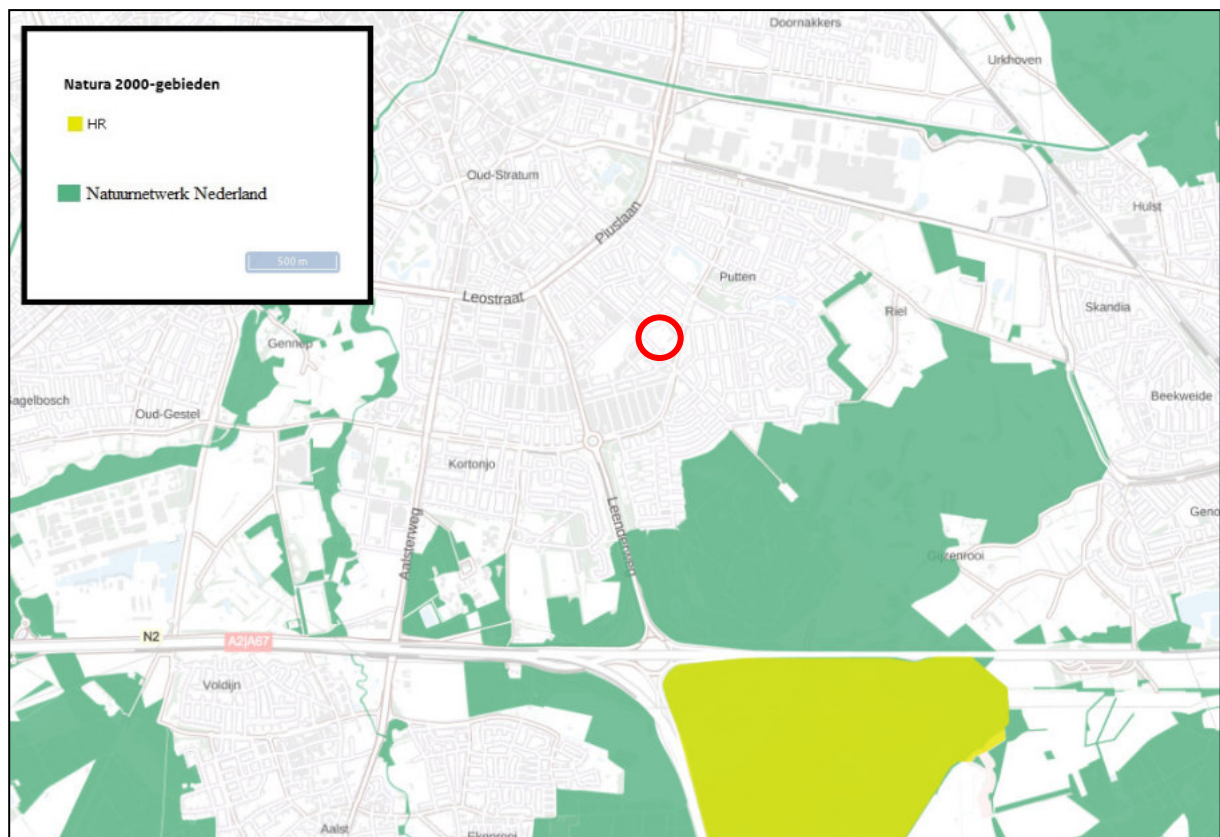 Natura 2000-gebieden
HR
Natuurnetwerk Nederland
500 m
Doornakkers
Urkhoven
Oud-Stratum
Hulst
Piuslaan
Putten
Leostraat
Riel
Skandia
Gennep
Oud-Gestel
Beekweide
Kortonjo
Aalsterweg
Leenderweg
Gijzenrooi
N2
A2|A67
Voldijn
Aalst